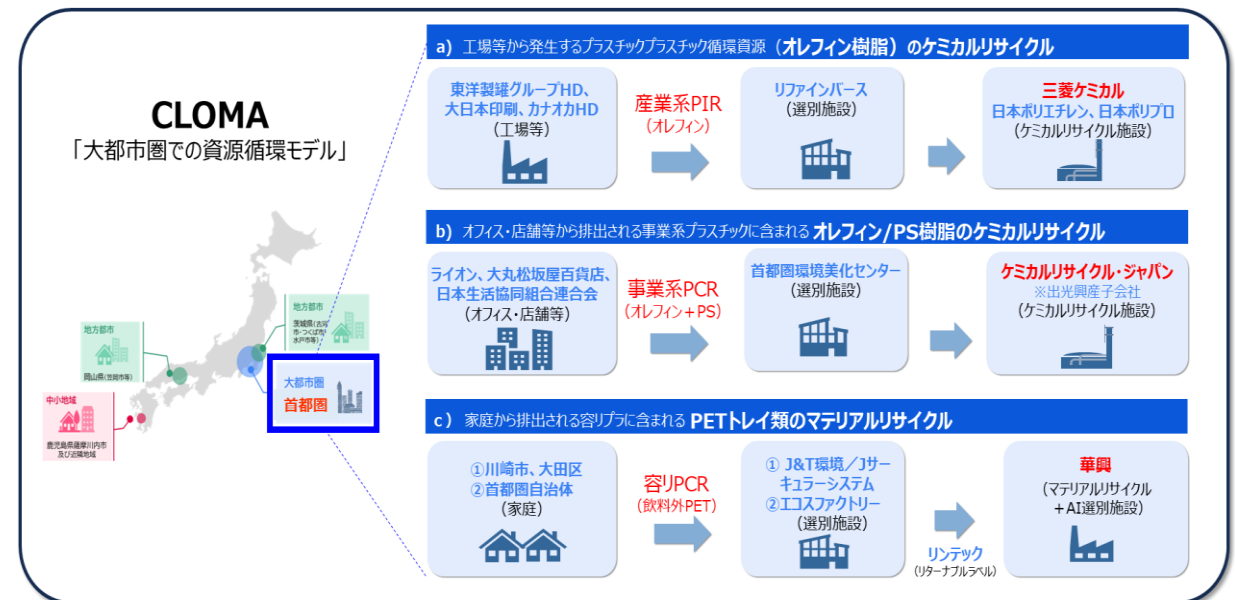 CLOMA
「大都市圏での資源循環モデル」
地方都市
茨城県(古河
市・つくば市・
水戸市等)
地方都市
岡山県(笠岡市等)
大都市圏
首都圏
中小地域
鹿児島県薩摩川内市
及び近隣地域
a) 工場等から発生するプラスチックプラスチック循環資源(オレフィン樹脂)のケミカルリサイクル
東洋製罐グループHD、
大日本印刷、カナオカHD
(工場等)
産業系PIR
(オレフィン)
リファインバース
(選別施設)
三菱ケミカル
日本ポリエチレン、日本ポリプロ
(ケミカルリサイクル施設)
b) オフィス・店舗等から排出される事業系プラスチックに含まれる オレフィン/PS樹脂のケミカルリサイクル
ライオン、大丸松坂屋百貨店、
日本生活協同組合連合会
(オフィス・店舗等)
事業系PCR
(オレフィン+PS)
首都圏環境美化センター
(選別施設)
ケミカルリサイクル・ジャパン
※出光興産子会社
(ケミカルリサイクル施設)
c) 家庭から排出される容リプラに含まれる PETトレイ類のマテリアルリサイクル
①川崎市、大田区
②首都圏自治体
(家庭)
容リPCR
(飲料外PET)
① J&T環境/Jサー
キュラーシステム
②エコスファクトリー
(選別施設)
リンテック
(リターナブルラベル)
華興
(マテリアルリサイクル
+AI選別施設)